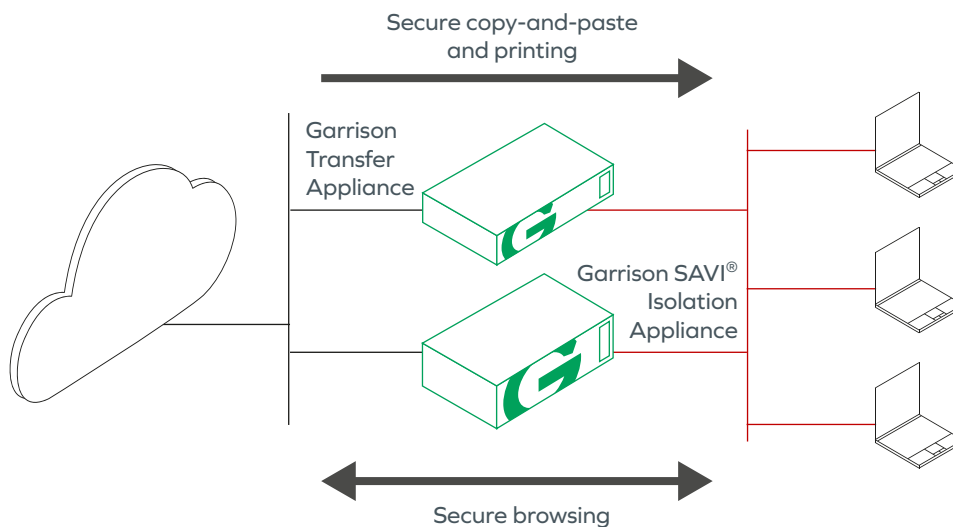 Secure copy-and-paste
and printing
Garrison
Transfer
Appliance
Garrison SAVI®
Isolation
Appliance
Secure browsing